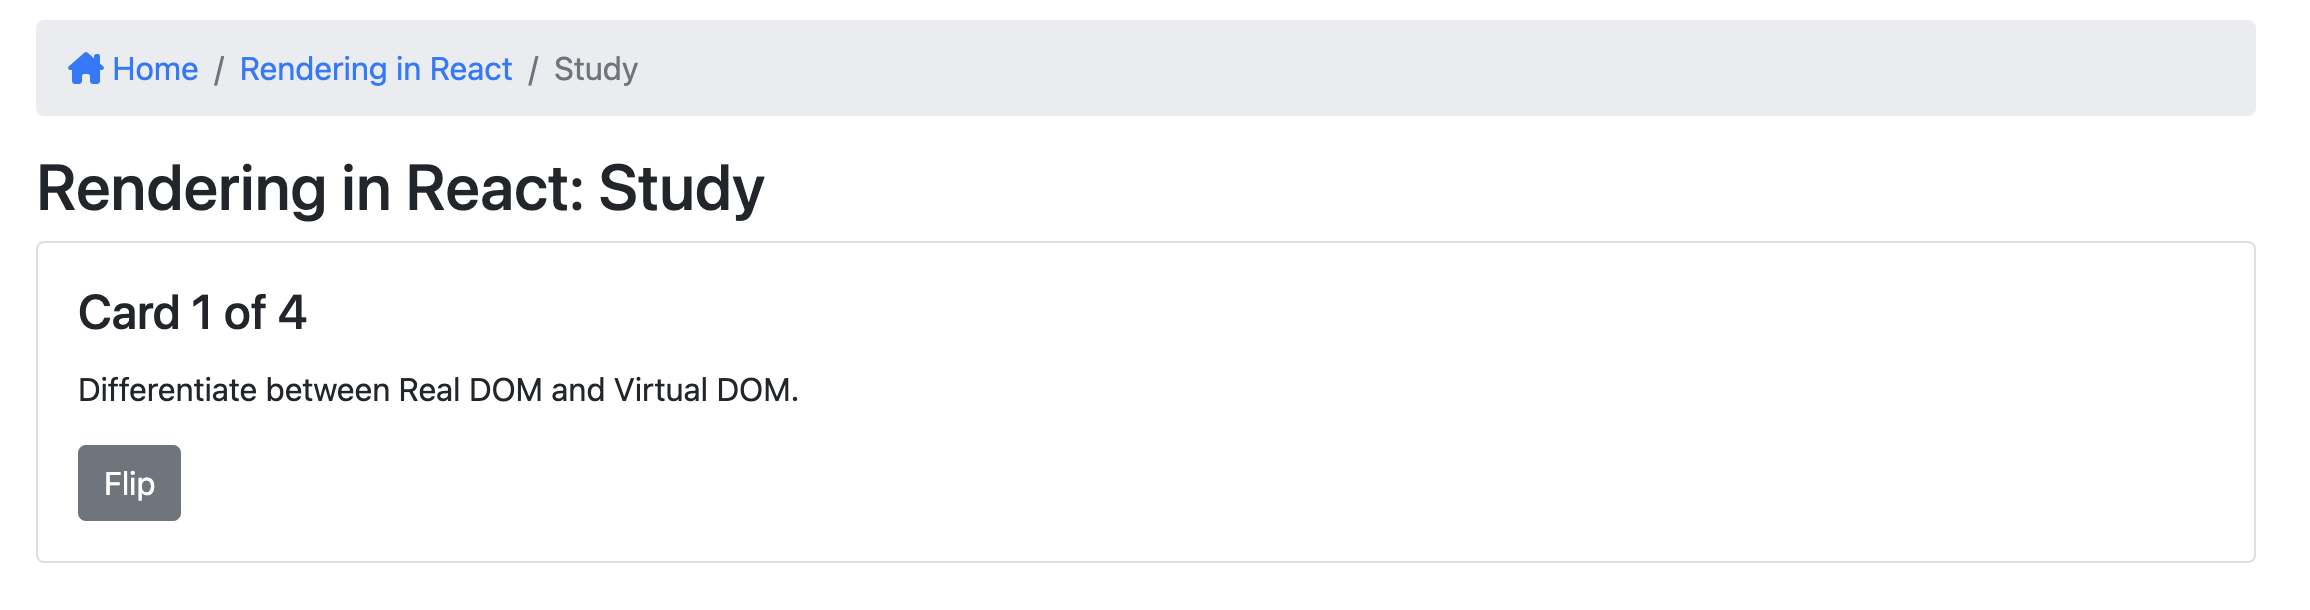 Home / Rendering in React / Study
Rendering in React: Study
Card 1 of 4
Differentiate between Real DOM and Virtual DOM.
Flip